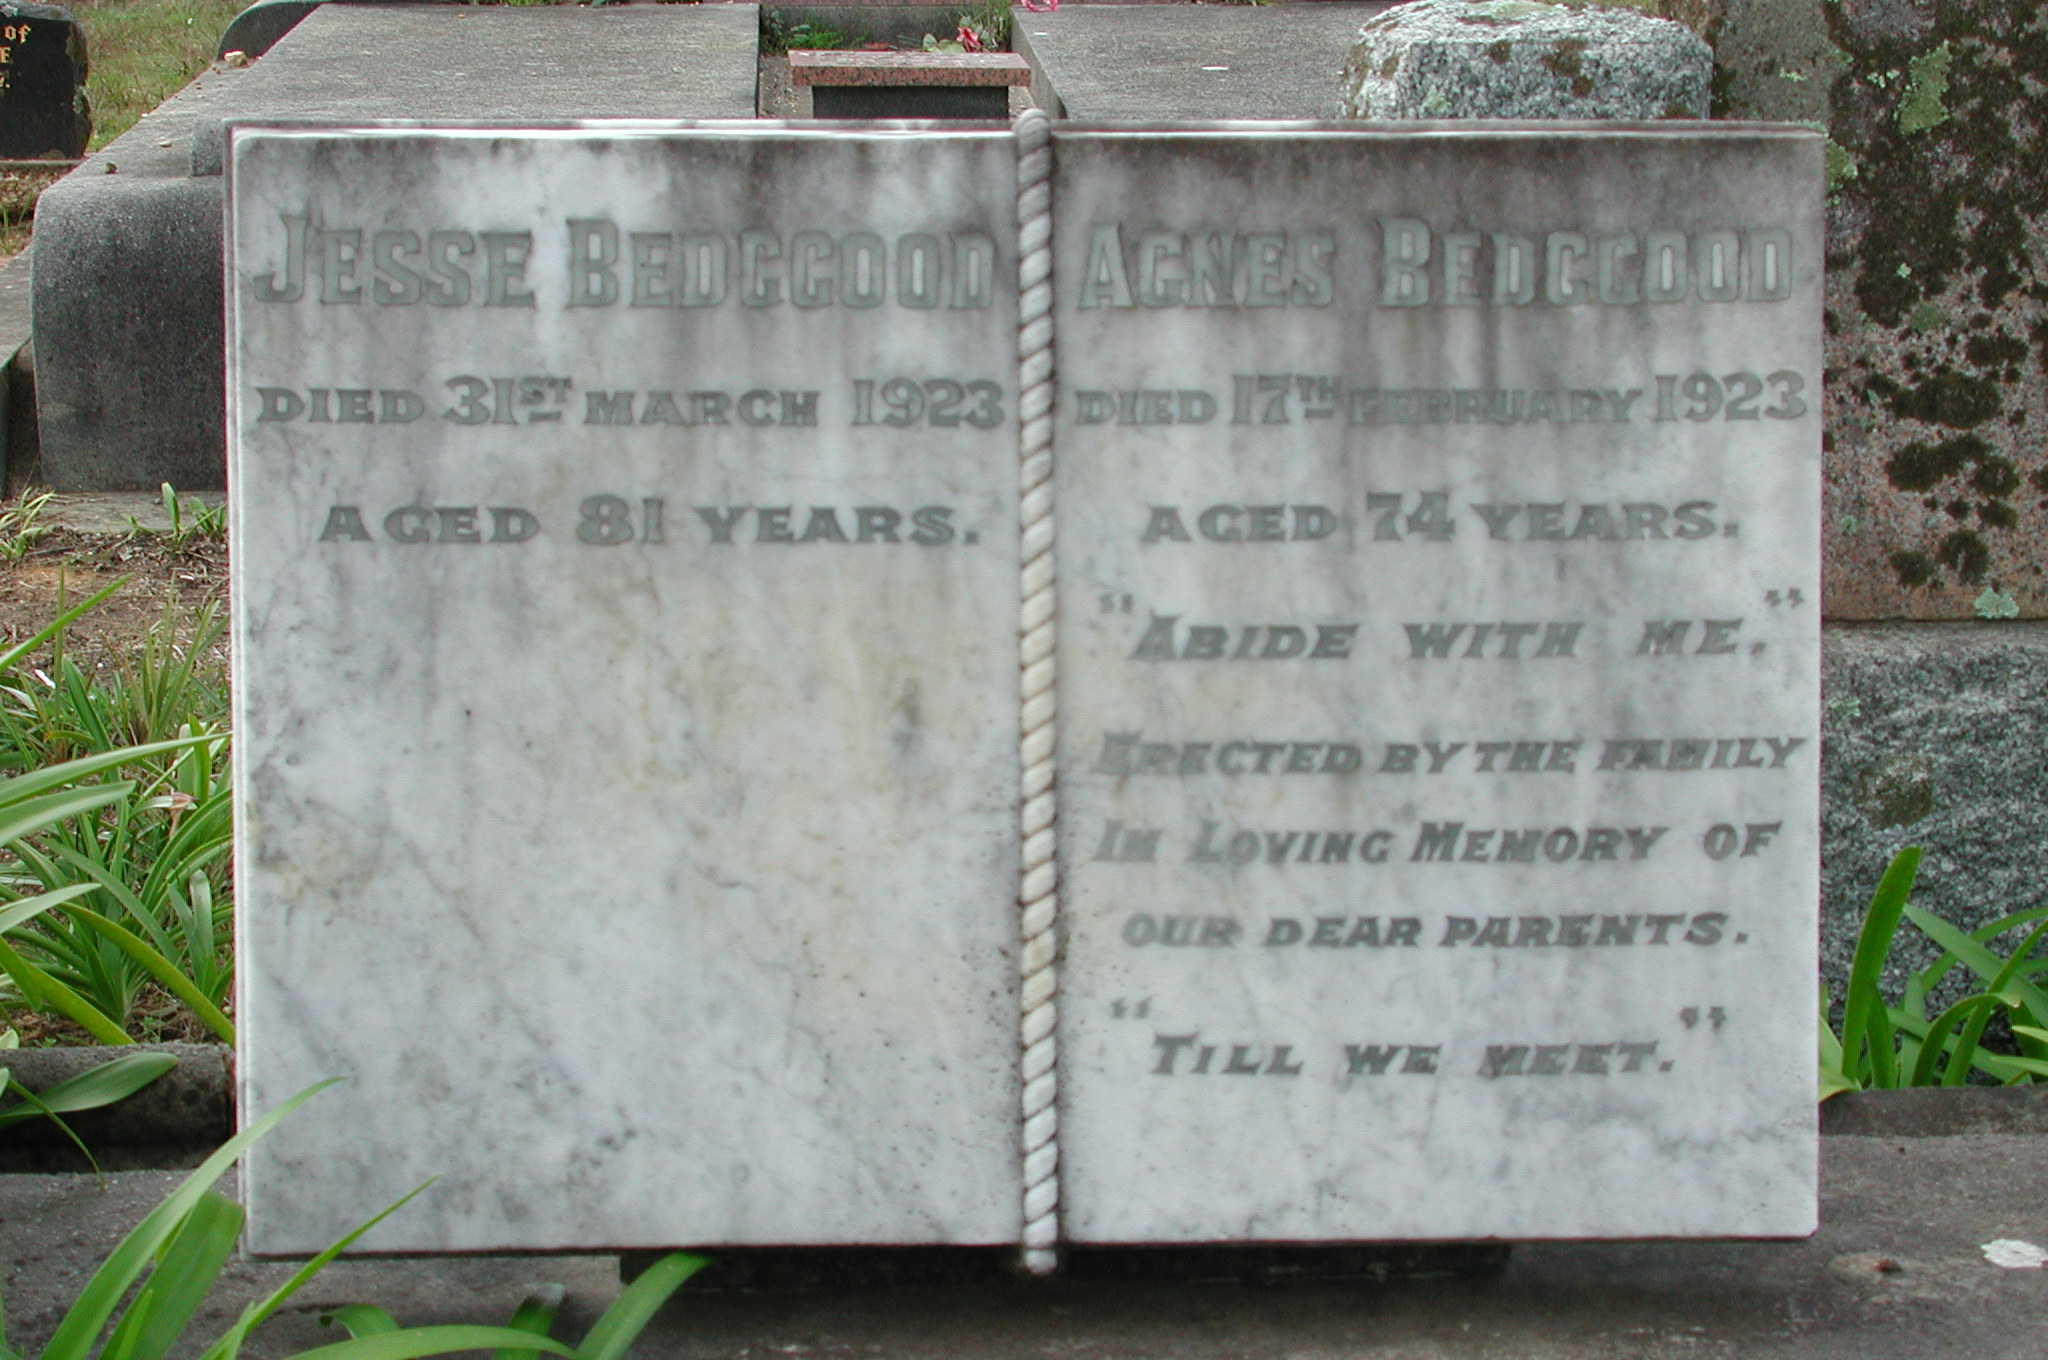 of
JESSE BEDGGOOD
DIED 31ST MARCH 1923
AGED 81 YEARS.
AGNES BEDGGOOD
DIED 17TH FEBRUARY 1923
AGED 74 YEARS.
"ABIDE WITH ME."
ERECTED BY THE FAMILY
IN LOVING MEMORY OF
OUR DEAR PARENTS.
"TILL WE MEET."